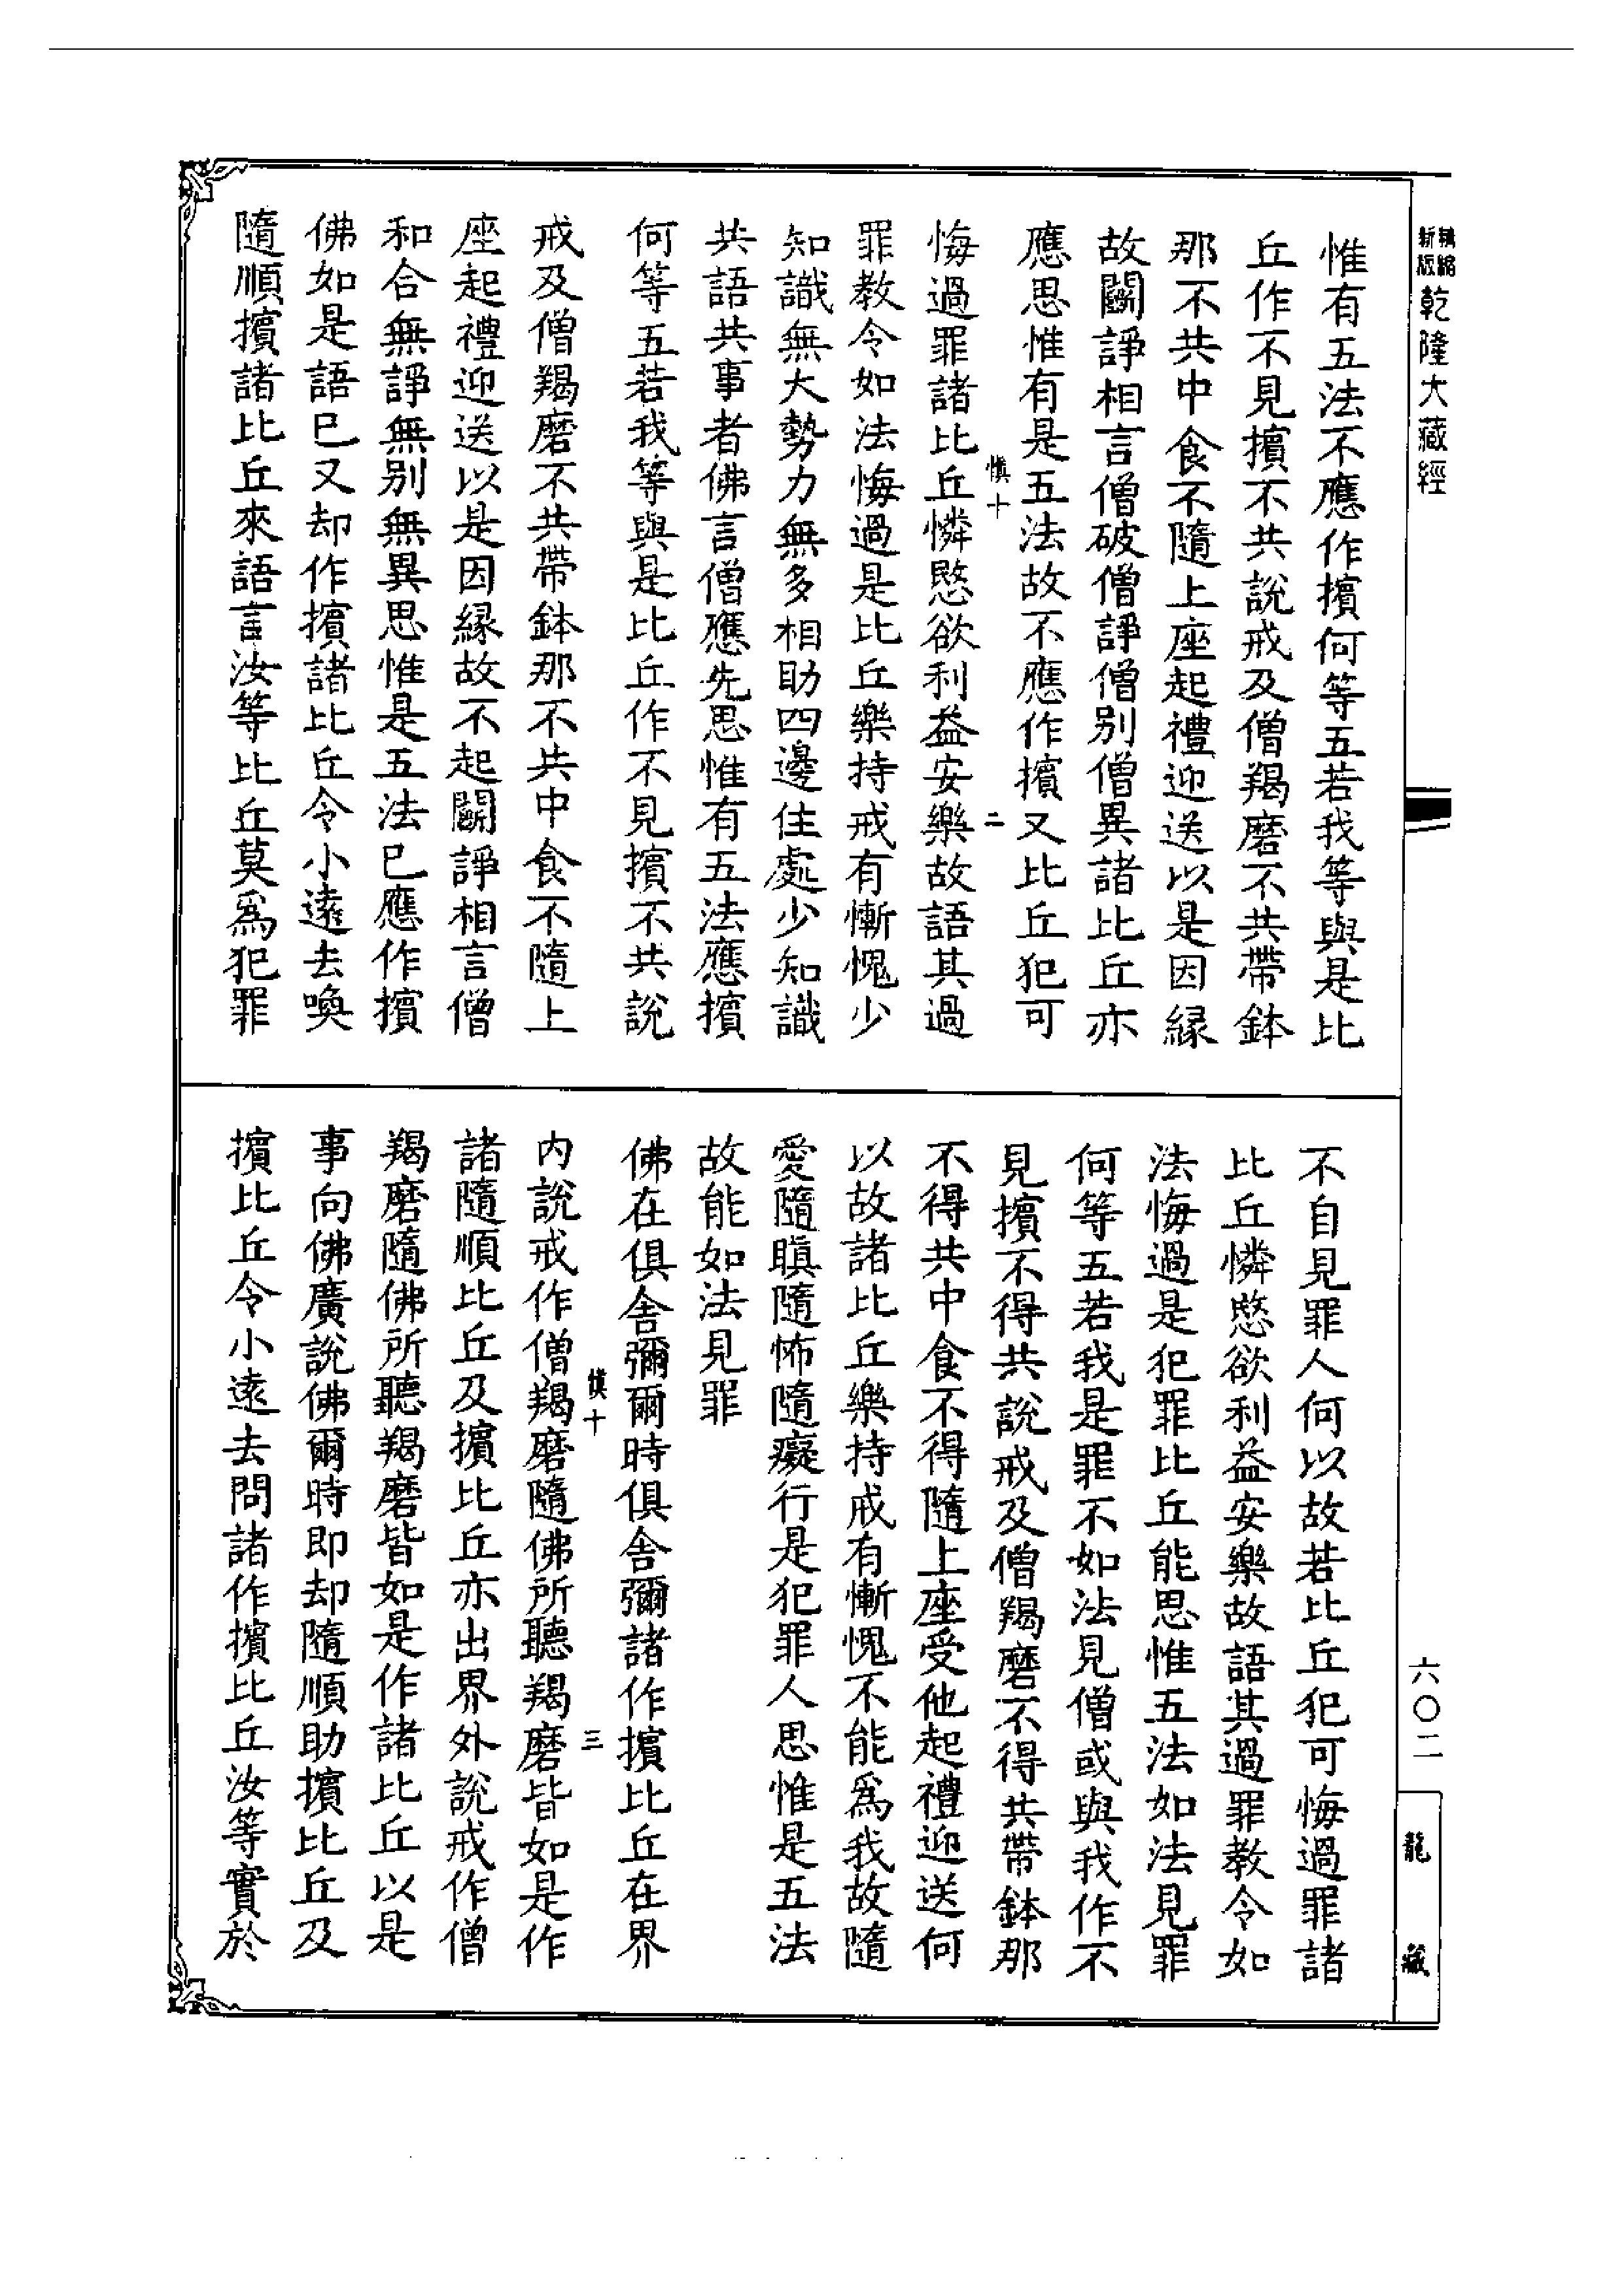 新版精縮乾隆大藏經
惟有五法不應作擯何等五若我等與是比
丘作不見擯不共說戒及僧羯磨不共帶鉢
那不共中食不隨上座起禮迎送以是因緣
故鬭諍相言僧破僧諍僧别僧異諸比丘亦
應思惟有是五法故不應作擯又比丘犯可
慎十 二
悔過罪諸比丘憐愍欲利益安樂故語其過
罪教令如法悔過是比丘樂持戒有慚愧少
知識無大勢力無多相助四邊住處少知識
共語共事者佛言僧應先思惟有五法應擯
何等五若我等與是比丘作不見擯不共說
戒及僧羯磨不共帶鉢那不共中食不隨上
座起禮迎送以是因緣故不起鬭諍相言僧
和合無諍無别無異思惟是五法已應作擯
佛如是語已又却作擯諸比丘令小遠去喚
隨順擯諸比丘來語言汝等比丘莫爲犯罪
不自見罪人何以故若比丘犯可悔過罪諸
比丘憐愍欲利益安樂故語其過罪教令如
法悔過是犯罪比丘能思惟五法如法見罪
何等五若我是罪不如法見僧或與我作不
見擯不得共說戒及僧羯磨不得共帶鉢那
不得共中食不得隨上座受他起禮迎送何
以故諸比丘樂持戒有慚愧不能爲我故隨
愛隨瞋隨怖隨癡行是犯罪人思惟是五法
故能如法見罪
佛在俱舍彌爾時俱舍彌諸作擯比丘在界
慎十 三
内說戒作僧羯磨隨佛所聽羯磨皆如是作
諸隨順比丘及擯比丘亦出界外說戒作僧
羯磨隨佛所聽羯磨皆如是作諸比丘以是
事向佛廣說佛爾時即却隨順助擯比丘及
擯比丘令小遠去問諸作擯比丘汝等實於
六〇二
龍藏